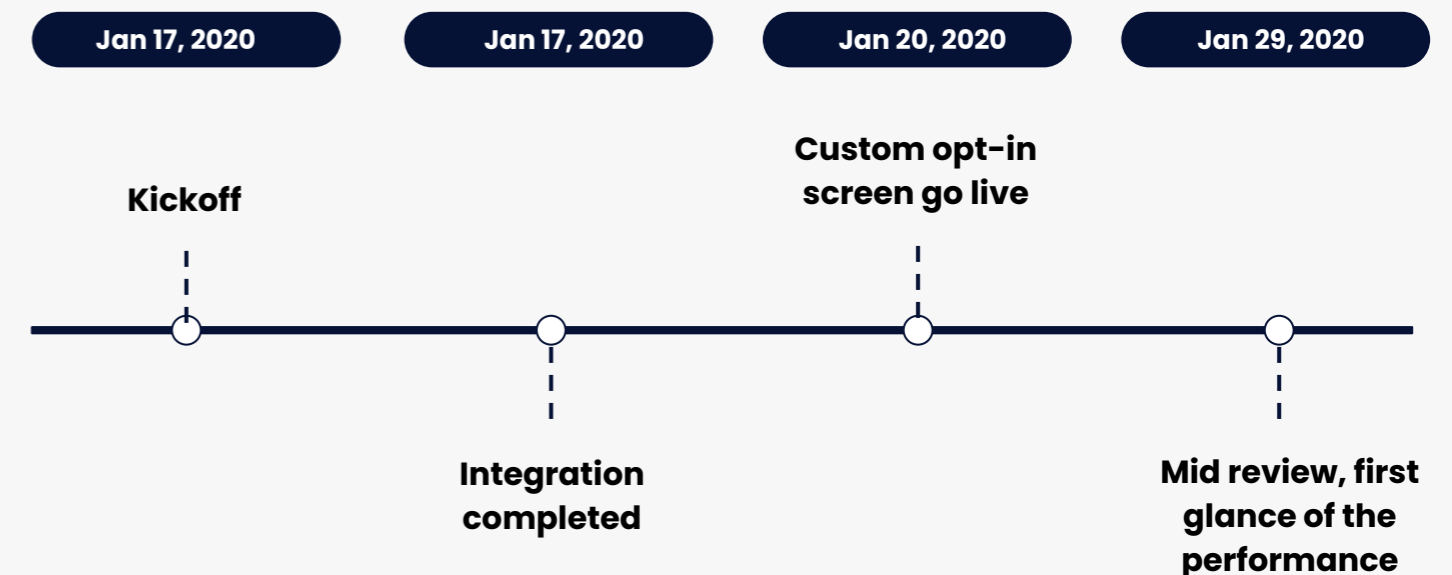 Jan 17, 2020
Jan 17, 2020
Jan 20, 2020
Jan 29, 2020
Kickoff
Custom opt-in
screen go live
Integration
completed
Mid review, first
glance of the
performance